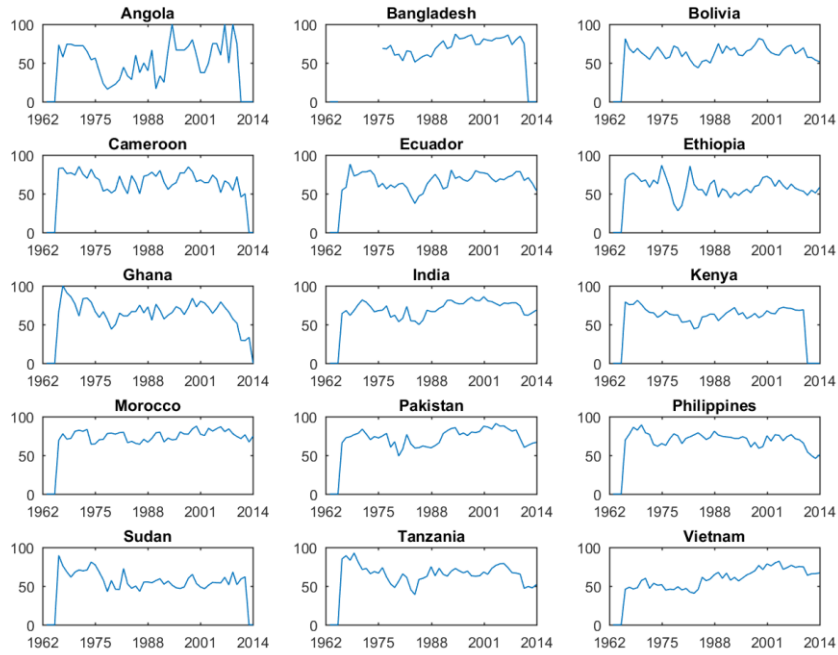 Angola Bangladesh Bolivia
100 100 100
50 50 50
0 0 0
1962 1975 1988 2001 2014 1962 1975 1988 2001 2014 1962 1975 1988 2001 2014
Cameroon Ecuador Ethiopia
100 100 100
50 50 50
0 0 0
1962 1975 1988 2001 2014 1962 1975 1988 2001 2014 1962 1975 1988 2001 2014
Ghana India Kenya
100 100 100
50 50 50
0 0 0
1962 1975 1988 2001 2014 1962 1975 1988 2001 2014 1962 1975 1988 2001 2014
Morocco Pakistan Philippines
100 100 100
50 50 50
0 0 0
1962 1975 1988 2001 2014 1962 1975 1988 2001 2014 1962 1975 1988 2001 2014
Sudan Tanzania Vietnam
100 100 100
50 50 50
0 0 0
1962 1975 1988 2001 2014 1962 1975 1988 2001 2014 1962 1975 1988 2001 2014